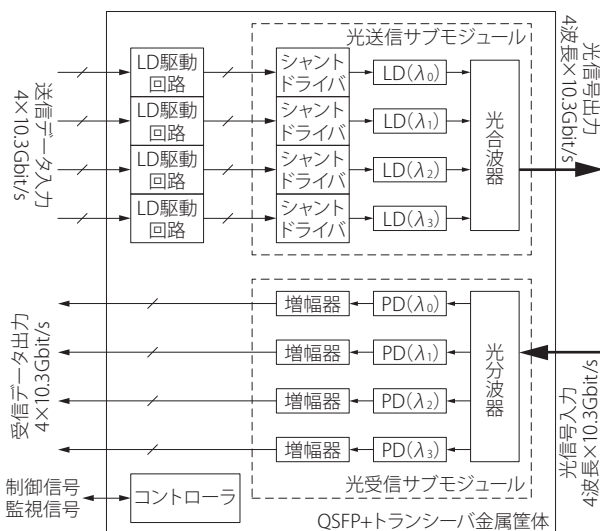 光送信サブモジュール
送信データ入力
4×10.3Gbit/s
LD駆動
回路
シャント
ドライバ
LD(λ0)
LD駆動
回路
シャント
ドライバ
LD(λ1)
LD駆動
回路
シャント
ドライバ
LD(λ2)
LD駆動
回路
シャント
ドライバ
LD(λ3)
光合波器
光信号出力
4波長×10.3Gbit/s
受信データ出力
4×10.3Gbit/s
増幅器
PD(λ0)
増幅器
PD(λ1)
増幅器
PD(λ2)
増幅器
PD(λ3)
光分波器
光信号入力
4波長×10.3Gbit/s
光受信サブモジュール
制御信号
監視信号
コントローラ
QSFP+トランシーバ金属筐体